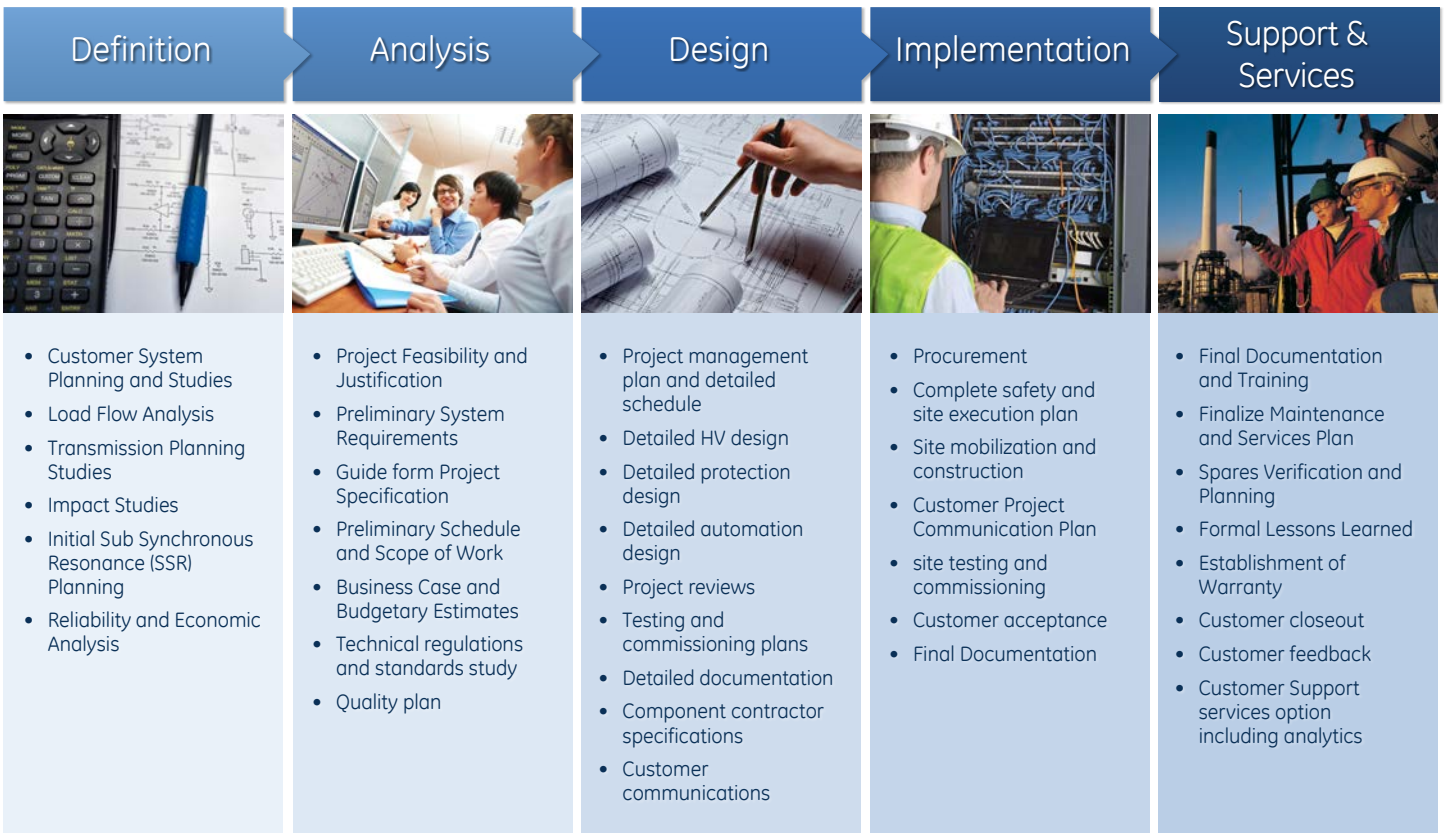 Definition
Analysis
Design
Implementation
Support &
Services
• Customer System
Planning and Studies
• Load Flow Analysis
• Transmission Planning
Studies
• Impact Studies
• Initial Sub Synchronous
Resonance (SSR)
Planning
• Reliability and Economic
Analysis
• Project Feasibility and
Justification
• Preliminary System
Requirements
• Guide form Project
Specification
• Preliminary Schedule
and Scope of Work
• Business Case and
Budgetary Estimates
• Technical regulations
and standards study
• Quality plan
• Project management
plan and detailed
schedule
• Detailed HV design
• Detailed protection
design
• Detailed automation
design
• Project reviews
• Testing and
commissioning plans
• Detailed documentation
• Component contractor
specifications
• Customer
communications
• Procurement
• Complete safety and
site execution plan
• Site mobilization and
construction
• Customer Project
Communication Plan
• site testing and
commissioning
• Customer acceptance
• Final Documentation
• Final Documentation
and Training
• Finalize Maintenance
and Services Plan
• Spares Verification and
Planning
• Formal Lessons Learned
• Establishment of
Warranty
• Customer closeout
• Customer feedback
• Customer Support
services option
including analytics